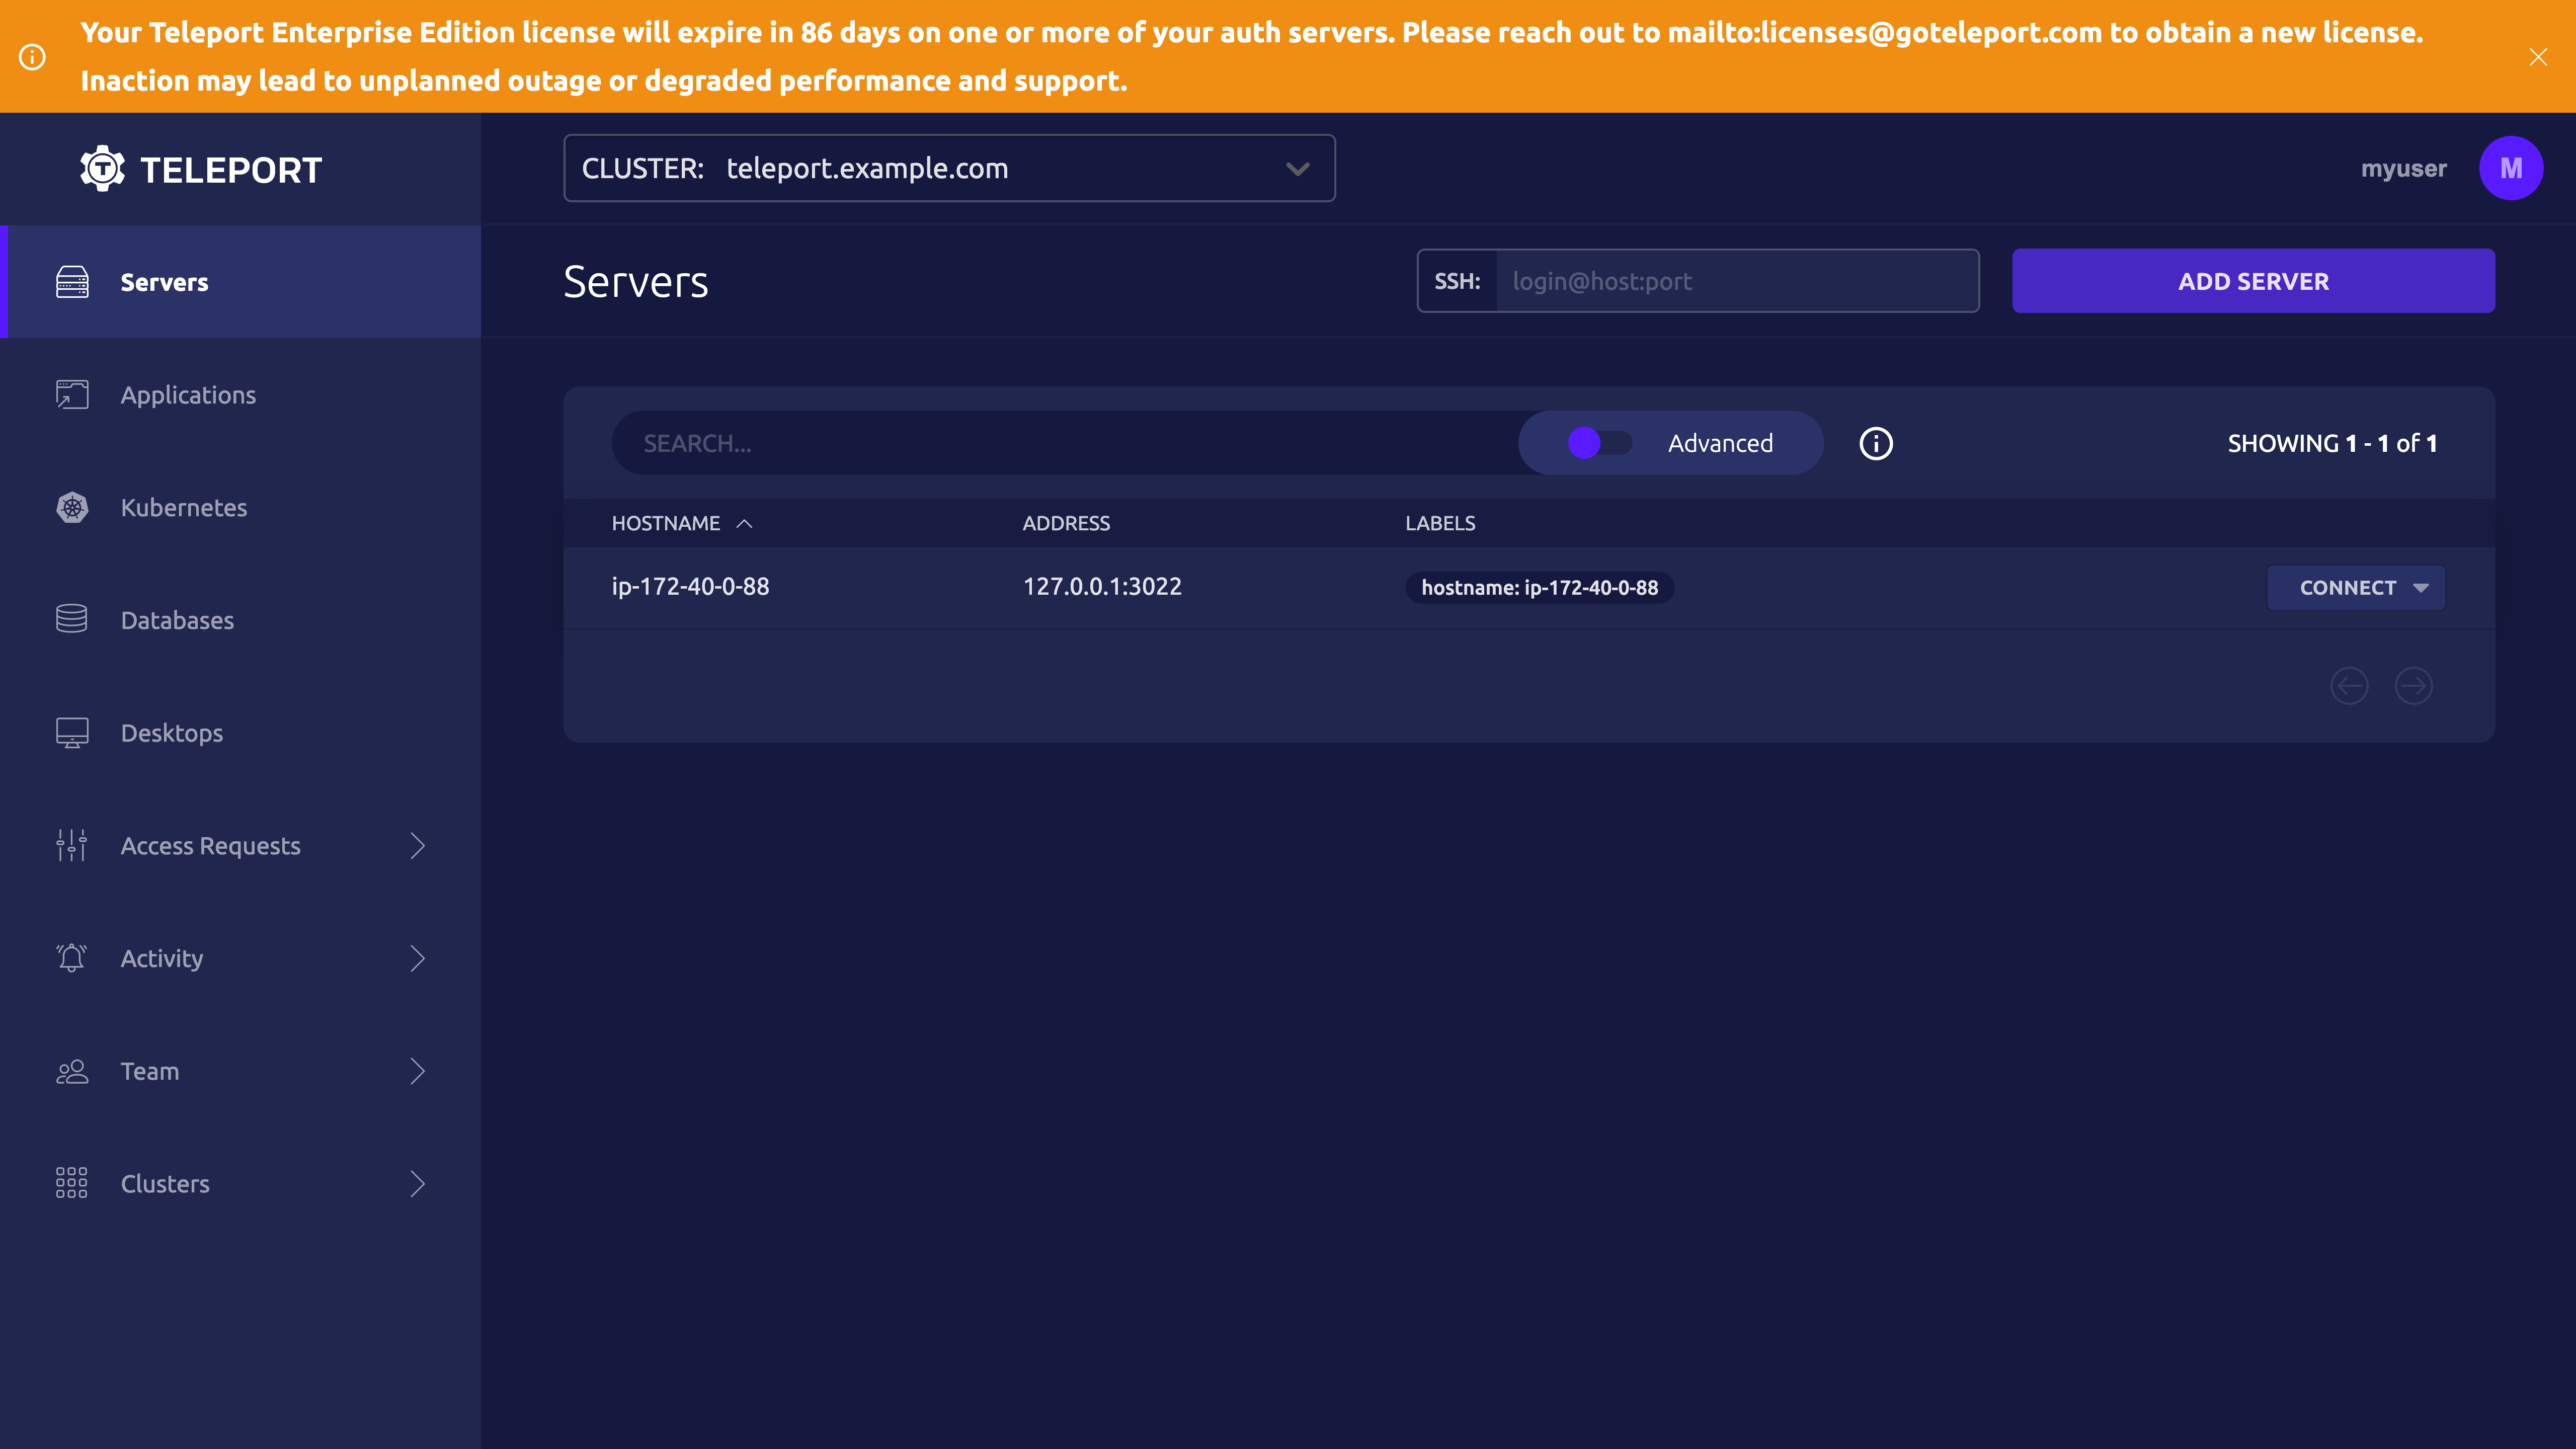 Your Teleport Enterprise Edition license will expire in 86 days on one or more of your auth servers. Please reach out to mailto:licenses@goteleport.com to obtain a new license.
Inaction may lead to unplanned outage or degraded performance and support.
TELEPORT
CLUSTER: teleport.example.com
myuser
M
Servers
Servers
SSH: login@host:port
ADD SERVER
Applications
SEARCH...
Advanced
SHOWING 1 - 1 of 1
Kubernetes
HOSTNAME
ADDRESS
LABELS
ip-172-40-0-88
127.0.0.1:3022
hostname: ip-172-40-0-88
CONNECT
Databases
Desktops
Access Requests
Activity
Team
Clusters